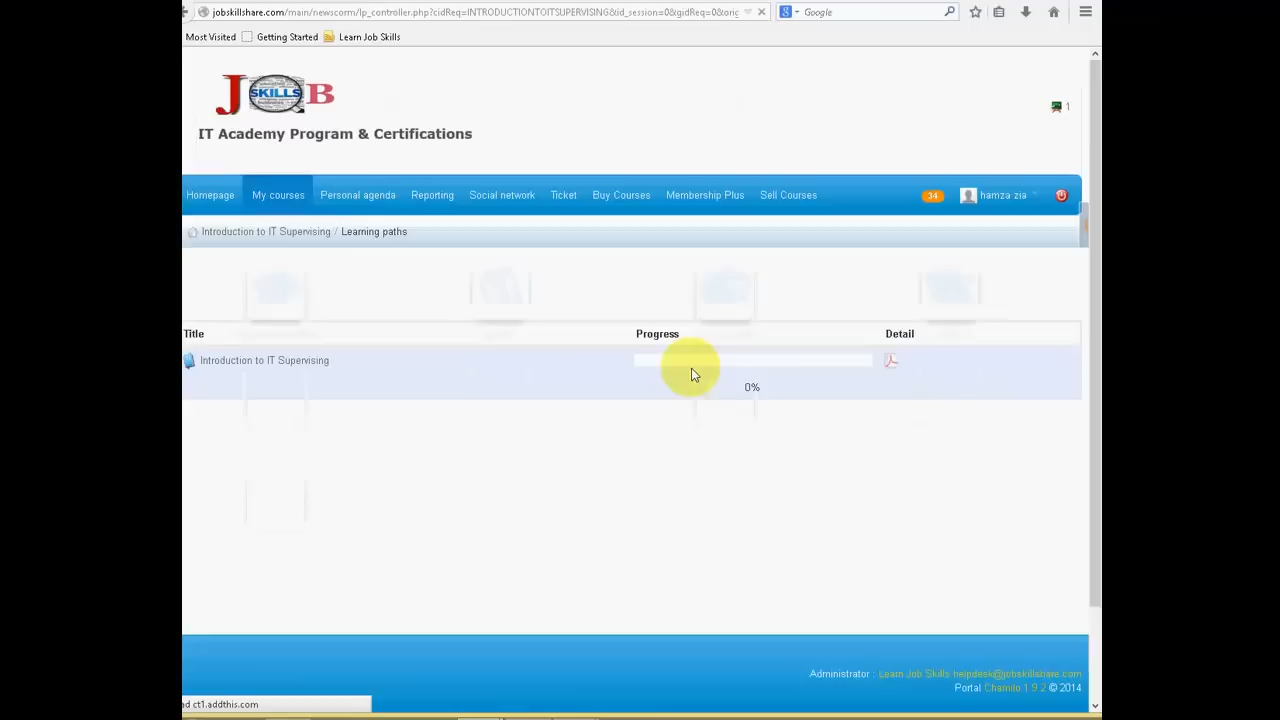 jobskillshare.com/main/newscorm/lp_controller.php?cidReq=INTRODUCTIONTOITSUPERVISING&id_session=0&gidReq=0&orig
Google
Most Visited Getting Started Learn Job Skills
JOB
SKILLS
IT Academy Program & Certifications
1
Homepage My courses Personal agenda Reporting Social network Ticket Buy Courses Membership Plus Sell Courses 34 hamza zia
Introduction to IT Supervising / Learning paths
Title Progress Detail
Introduction to IT Supervising
0%
Administrator : Learn Job Skills helpdesk@jobskillshare.com
Portal Chamilo 1.9.2 © 2014
ad ct1.addthis.com